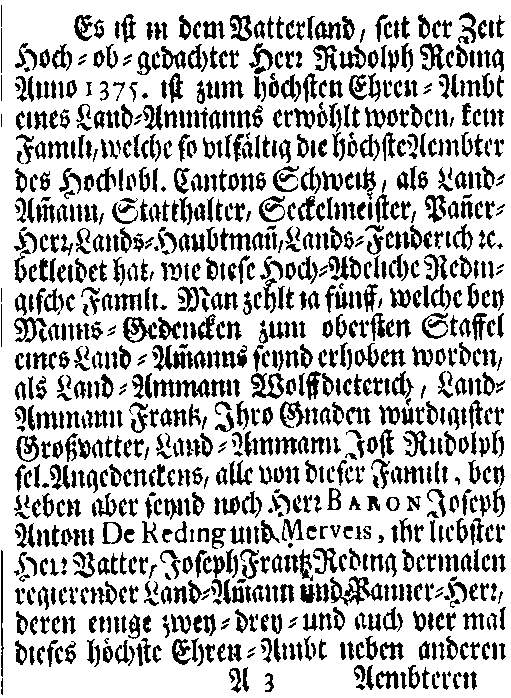 Es ist in dem Vatterland, seit der Zeit
Hoch-ob-gedachter Herr Rudolph Reding
Anno 1375. ist zum höchsten Ehren-Ambt
eines Land-Ammanns erwöhlt worden, kein
Famili, welche so vilfältig die höchste Aembter
des Hochlobl. Cantons Schweitz, als Land-
Am̃ann, Statthalter, Seckelmeister, Pañer-
Herr, Lands-Haubtmañ, Lands-Fenderich ꝛc.
bekleidet hat, wie diese Hoch-Adeliche Redin-
gische Famili. Man zehlt ja fünff, welche bey
Manns-Gedencken zum obersten Staffel
eines Land-Am̃anns seynd erhoben worden,
als Land-Ammann Wolffdieterich, Land-
Ammann Frantz, Ihro Gnaden würdigister
Großvatter, Land-Ammann Jost Rudolph
sel. Angedenckens, alle von dieser Famili, bey
Leben aber seynd noch Herr BARON Joseph
Antoni De Reding und Merveis, ihr liebster
Herr Vatter, Joseph Frantz Reding dermalen
regierender Land-Am̃ann und Panner-Herr,
deren einige zwey-drey-und auch vier mal
dieses höchste Ehren-Ambt neben anderen
A 3 Aembteren